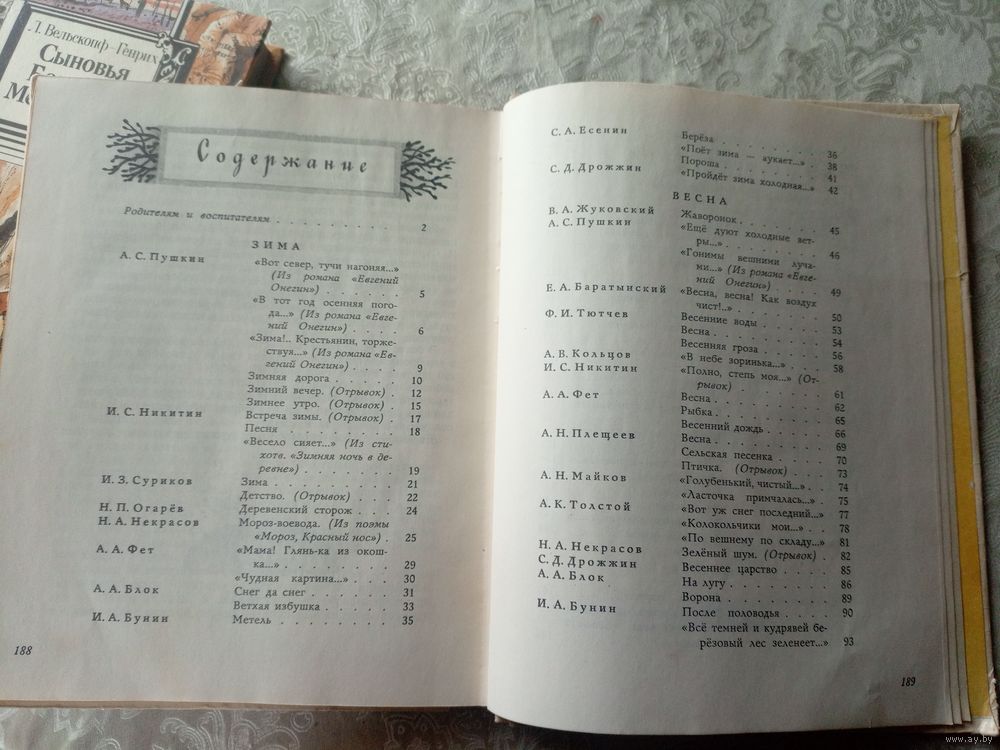 Л. Вельскопф-Генрих
Сыновья
Содержание
Родителям и воспитателям . . . . . . . . 2
ЗИМА
А. С. Пушкин «Вот север, тучи нагоняя...»
(Из романа «Евгений
Онегин») . . . . . . . 5
«В тот год осенняя пого-
да...» (Из романа «Евге-
ний Онегин») . . . . 6
«Зима!.. Крестьянин, торже-
ствуя...» (Из романа «Ев-
гений Онегин») . . . . 9
Зимняя дорога . . . . . 10
Зимний вечер. (Отрывок) . 12
Зимнее утро. (Отрывок) . 15
И. С. Никитин Встреча зимы. (Отрывок) . 17
Песня . . . . . . . . 18
«Весело сияет...» (Из сти-
хотв. «Зимняя ночь в де-
ревне») . . . . . . . 19
И. З. Суриков Зима . . . . . . . . . 21
Детство. (Отрывок) . . . 22
Н. П. Огарёв Деревенский сторож . . . 24
Н. А. Некрасов Мороз-воевода. (Из поэмы
«Мороз, Красный нос») . 25
А. А. Фет «Мама! Глянь-ка из окош-
ка...» . . . . . . . . 29
«Чудная картина...» . . . 30
А. А. Блок Снег да снег . . . . . . 31
Ветхая избушка . . . . . 33
И. А. Бунин Метель . . . . . . . . 35
188
С. А. Есенин Берёза . . . . . . . . 36
«Поёт зима — аукает...» . 38
Пороша . . . . . . . . 41
С. Д. Дрожжин «Пройдёт зима холодная...» 42
ВЕСНА
В. А. Жуковский Жаворонок . . . . . . . 45
А. С. Пушкин «Ещё дуют холодные вет-
ры...» . . . . . . . . 46
«Гонимы вешними луча-
ми...» (Из романа «Евге-
ний Онегин») . . . . . 49
Е. А. Баратынский «Весна, весна! Как воздух
чист!..» . . . . . . . 50
Ф. И. Тютчев Весенние воды . . . . . 53
Весна . . . . . . . . . 54
Весенняя гроза . . . . . 56
А. В. Кольцов «В небе зоринька...» . . . 58
И. С. Никитин «Полно, степь моя...» (От-
рывок) . . . . . . . . 61
А. А. Фет Весна . . . . . . . . . 62
Рыбка . . . . . . . . . 65
Весенний дождь . . . . . 66
А. Н. Плещеев Весна . . . . . . . . . 69
Сельская песенка . . . . 70
Птичка. (Отрывок) . . . 73
А. Н. Майков «Голубенький, чистый...» . 74
«Ласточка примчалась...» . 75
А. К. Толстой «Вот уж снег последний...» 77
«Колокольчики мои...» . . 78
«По вешнему по складу...» 81
Н. А. Некрасов Зелёный шум. (Отрывок) . 82
С. Д. Дрожжин Весеннее царство . . . . 85
А. А. Блок На лугу . . . . . . . . 86
Ворона . . . . . . . . 89
И. А. Бунин После половодья . . . . 90
«Всё темней и кудрявей бе-
рёзовый лес зеленеет...» 93
189
www.ay.by